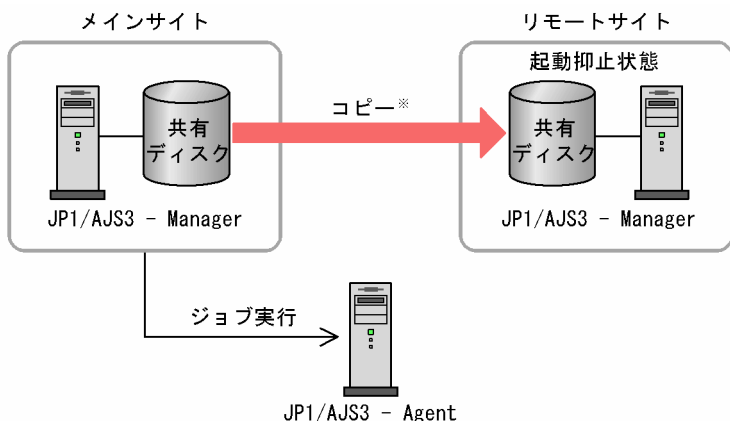 メインサイト
リモートサイト
起動抑止状態
コピー※
共有
ディスク
共有
ディスク
JP1/AJS3 - Manager
JP1/AJS3 - Manager
ジョブ実行
JP1/AJS3 - Agent